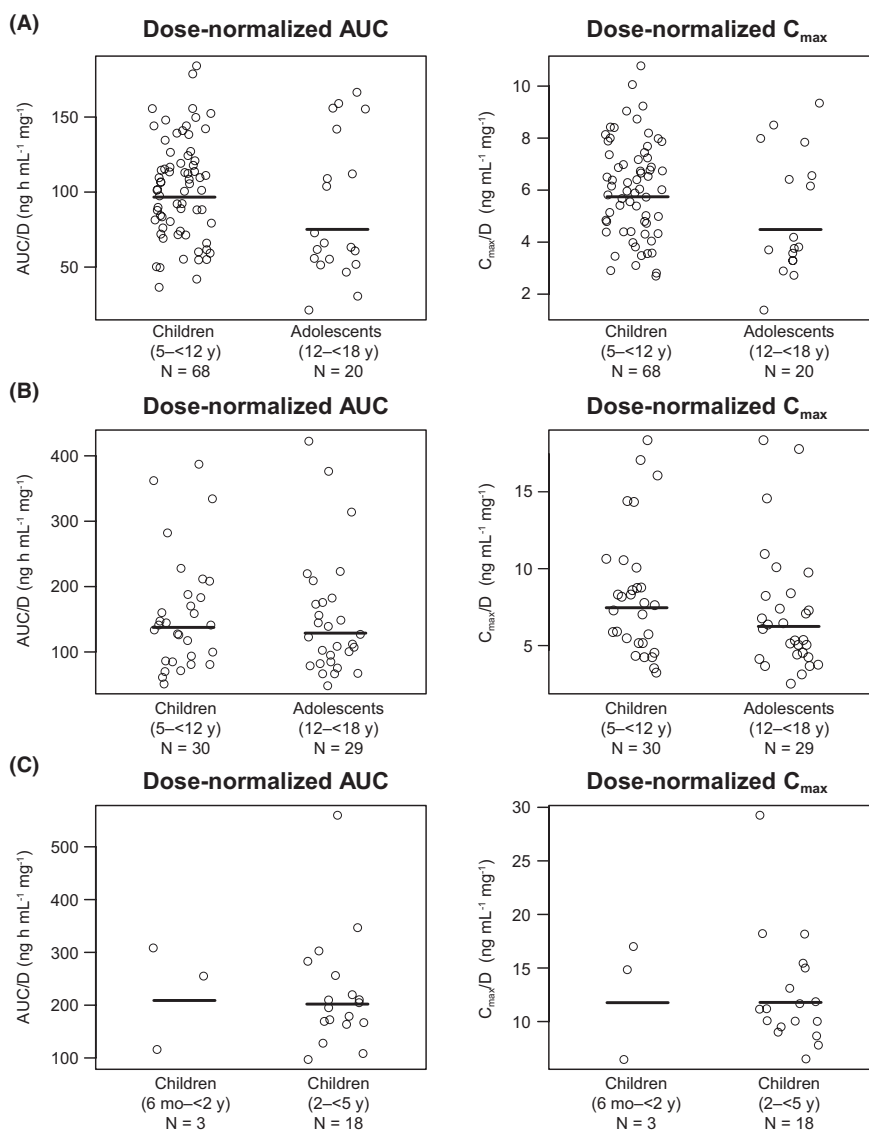 (A)
Dose-normalized AUC
Dose-normalized Cmax
AUC/D (ng h mL-1 mg-1)
150
100
50
Children
(5–<12 y)
N = 68
Adolescents
(12–<18 y)
N = 20
Cmax/D (ng mL-1 mg-1)
10
8
6
4
2
Children
(5–<12 y)
N = 68
Adolescents
(12–<18 y)
N = 20
(B)
Dose-normalized AUC
Dose-normalized Cmax
AUC/D (ng h mL-1 mg-1)
400
300
200
100
Children
(5–<12 y)
N = 30
Adolescents
(12–<18 y)
N = 29
Cmax/D (ng mL-1 mg-1)
15
10
5
Children
(5–<12 y)
N = 30
Adolescents
(12–<18 y)
N = 29
(C)
Dose-normalized AUC
Dose-normalized Cmax
AUC/D (ng h mL-1 mg-1)
500
400
300
200
100
Children
(6 mo–<2 y)
N = 3
Children
(2–<5 y)
N = 18
Cmax/D (ng mL-1 mg-1)
30
25
20
15
10
Children
(6 mo–<2 y)
N = 3
Children
(2–<5 y)
N = 18